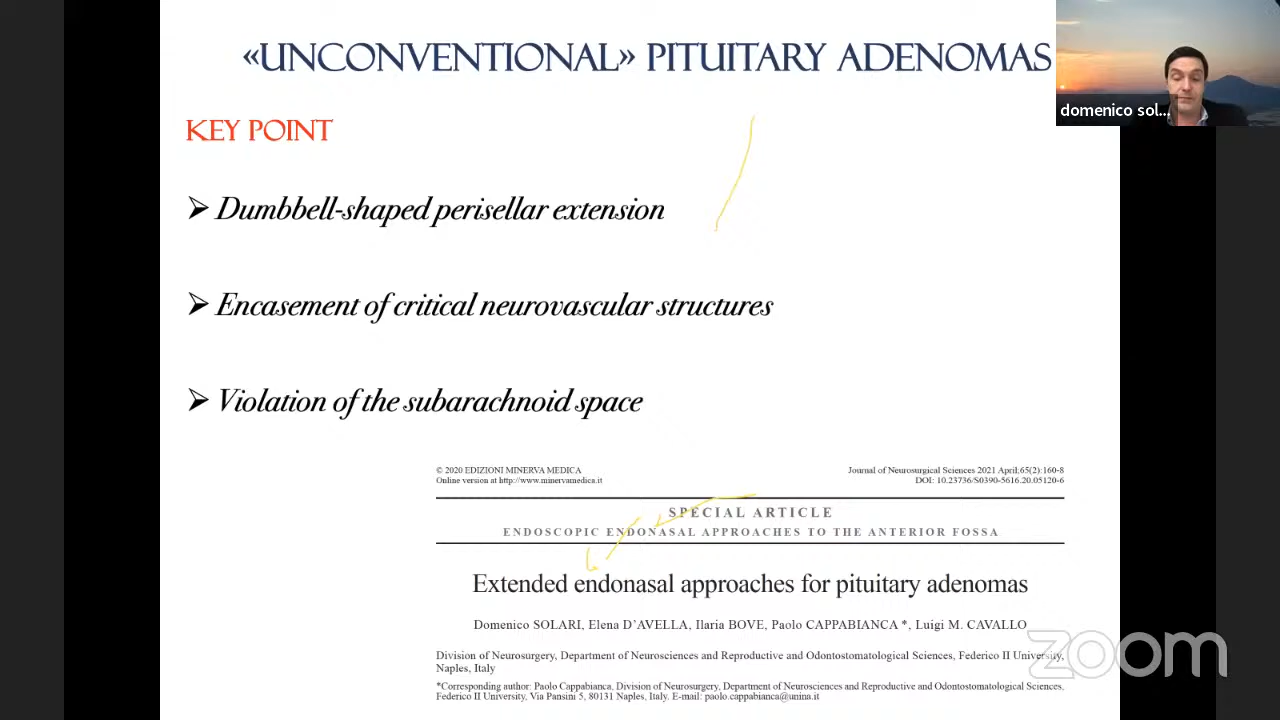 «UNCONVENTIONAL» PITUITARY ADENOMAS
domenico sol...
KEY POINT
➤ Dumbbell-shaped perisellar extension
➤ Encasement of critical neurovascular structures
➤ Violation of the subarachnoid space
© 2020 EDIZIONI MINERVA MEDICA
Online version at http://www.minervamedica.it
Journal of Neurosurgical Sciences 2021 April;65(2):160-8
DOI: 10.23736/S0390-5616.20.05120-6
SPECIAL ARTICLE
ENDOSCOPIC ENDONASAL APPROACHES TO THE ANTERIOR FOSSA
Extended endonasal approaches for pituitary adenomas
Domenico SOLARI, Elena D'AVELLA, Ilaria BOVE, Paolo CAPPABIANCA *, Luigi M. CAVALLO
Division of Neurosurgery, Department of Neurosciences and Reproductive and Odontostomatological Sciences, Federico II University,
Naples, Italy
*Corresponding author: Paolo Cappabianca, Division of Neurosurgery, Department of Neurosciences and Reproductive and Odontostomatological Sciences,
Federico II University, Via Pansini 5, 80131 Naples, Italy. E-mail: paolo.cappabianca@unina.it
zoom